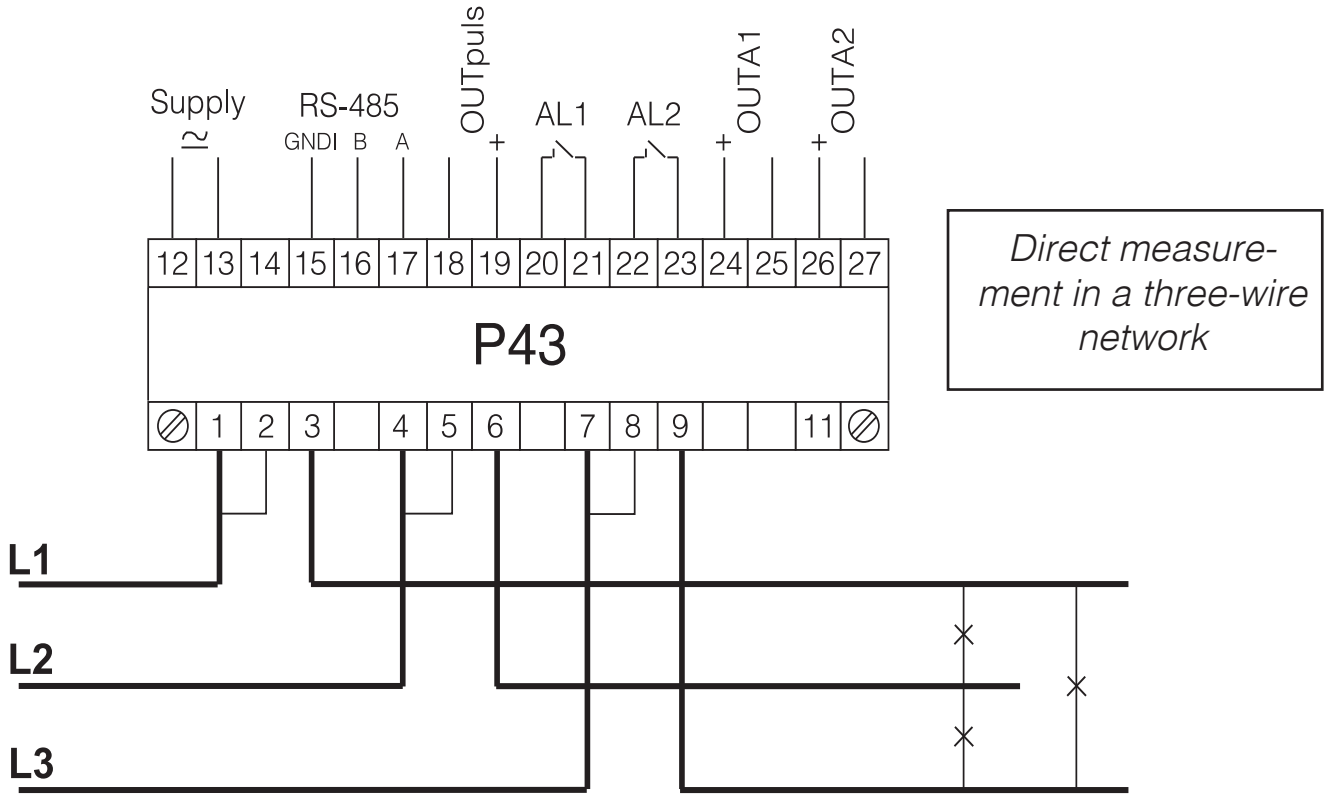 OUTpuls
OUTA1
OUTA2
Supply
RS-485
AL1
AL2
GNDI B A
+
+
+
12 13 14 15 16 17 18 19 20 21 22 23 24 25 26 27
P43
1 2 3 4 5 6 7 8 9 11
Direct measure-
ment in a three-wire
network
L1
L2
L3